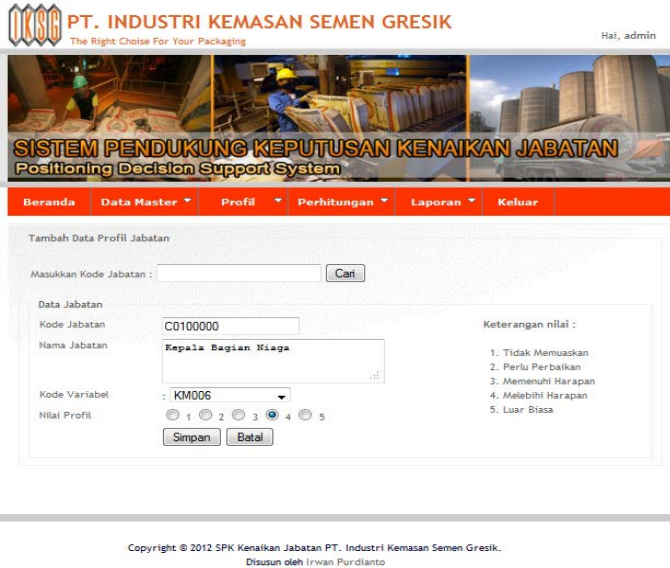 IKSG PT. INDUSTRI KEMASAN SEMEN GRESIK
The Right Choise For Your Packaging
Hai, admin
SISTEM PENDUKUNG KEPUTUSAN KENAIKAN JABATAN
Positioning Decision Support System
Beranda Data Master Profil Perhitungan Laporan Keluar
Tambah Data Profil Jabatan
Masukkan Kode Jabatan : Cari
Data Jabatan
Kode Jabatan C0100000
Nama Jabatan Kepala Bagian Niaga
Kode Variabel : KM006
Nilai Profil 1 2 3 4 5
Simpan Batal
Keterangan nilai :
1. Tidak Memuaskan
2. Perlu Perbaikan
3. Memenuhi Harapan
4. Melebihi Harapan
5. Luar Biasa
Copyright © 2012 SPK Kenaikan Jabatan PT. Industri Kemasan Semen Gresik.
Disusun oleh Irwan Purdianto